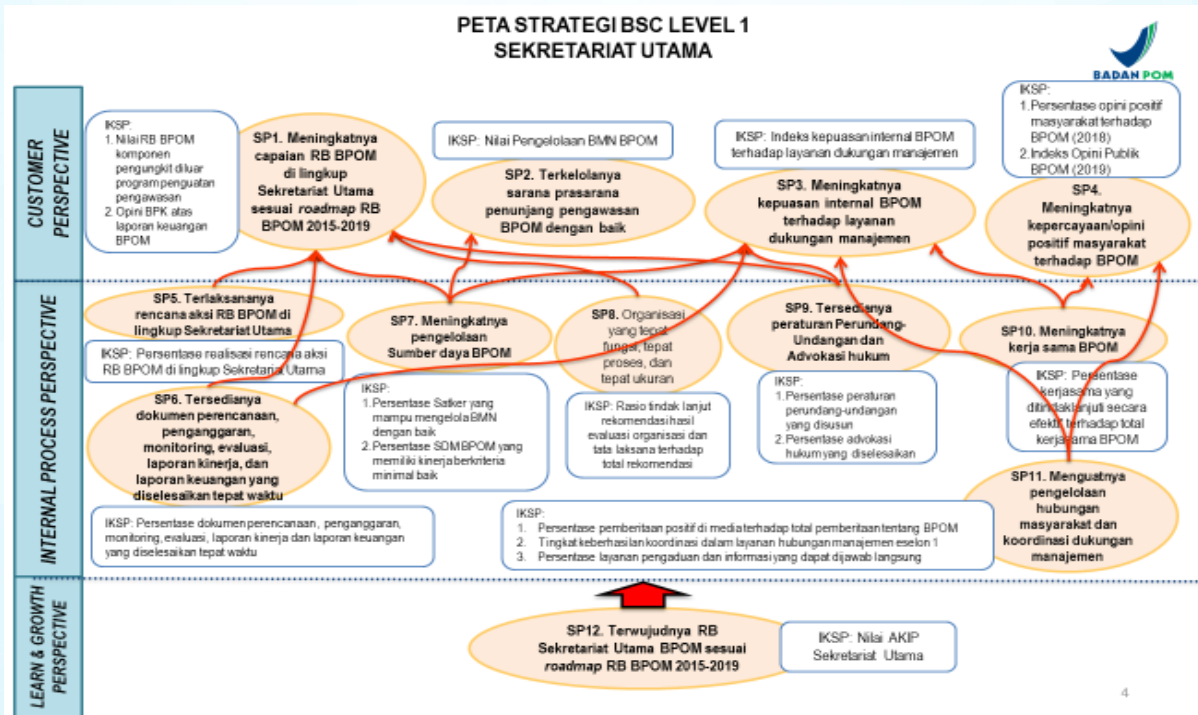 PETA STRATEGI BSC LEVEL 1
SEKRETARIAT UTAMA
BADAN POM
CUSTOMER
PERSPECTIVE
IKSP:
1. Nilai RB BPOM
komponen
pengungkit diluar
program penguatan
pengawasan
2. Opini BPK atas
laporan keuangan
BPOM
SP1. Meningkatnya
capaian RB BPOM
di lingkup
Sekretariat Utama
sesuai roadmap RB
BPOM 2015-2019
IKSP: Nilai Pengelolaan BMN BPOM
SP2. Terkelolanya
sarana prasarana
penunjang pengawasan
BPOM dengan baik
IKSP: Indeks kepuasan internal BPOM
terhadap layanan dukungan manajemen
SP3. Meningkatnya
kepuasan internal BPOM
terhadap layanan
dukungan manajemen
IKSP:
1. Persentase opini positif
masyarakat terhadap
BPOM (2018)
2. Indeks Opini Publik
BPOM (2019)
SP4.
Meningkatnya
kepercayaan/opini
positif masyarakat
terhadap BPOM
INTERNAL PROCESS PERSPECTIVE
SP5. Terlaksananya
rencana aksi RB BPOM di
lingkup Sekretariat Utama
IKSP: Persentase realisasi rencana aksi
RB BPOM di lingkup Sekretaria Utama
SP6. Tersedianya
dokumen perencanaan,
penganggaran,
monitoring, evaluasi,
laporan kinerja, dan
laporan keuangan yang
diselesaikan tepat waktu
IKSP: Persentase dokumen perencanaan, penganggaran,
monitoring, evaluasi, laporan kinerja dan laporan keuangan
yang diselesaikan tepat waktu
SP7. Meningkatnya
pengelolaan
Sumber daya BPOM
IKSP:
1. Persentase Satker yang
mampu mengelola BMN
dengan baik
2. Persentase SDM BPOM yang
memiliki kinerja berkriteria
minimal baik
SP8. Organisasi
yang tepat
fungsi, tepat
proses, dan
tepat ukuran
IKSP: Rasio tindak lanjut
rekomendasi hasil
evaluasi organisasi dan
tata laksana terhadap
total rekomendasi
SP9. Tersedianya
peraturan Perundang-
Undangan dan
Advokasi hukum
IKSP:
1. Persentase peraturan
perundang-undangan
yang disusun
2. Persentase advokasi
hukum yang diselesaikan
SP10. Meningkatnya
kerja sama BPOM
IKSP: Persentase
kerjasama yang
ditindaklanjuti secara
efektif terhadap total
kerjasama BPOM
SP11. Menguatnya
pengelolaan
hubungan
masyarakat dan
koordinasi dukungan
manajemen
IKSP:
1. Persentase pemberitaan positif di media terhadap total pemberitaan tentang BPOM
2. Tingkat keberhasilan koordinasi dalam layanan hubungan manajemen eselon 1
3. Persentase layanan pengaduan dan informasi yang dapat dijawab langsung
LEARN & GROWTH
PERSPECTIVE
SP12. Terwujudnya RB
Sekretariat Utama BPOM sesuai
roadmap RB BPOM 2015-2019
IKSP: Nilai AKIP
Sekretariat Utama
4